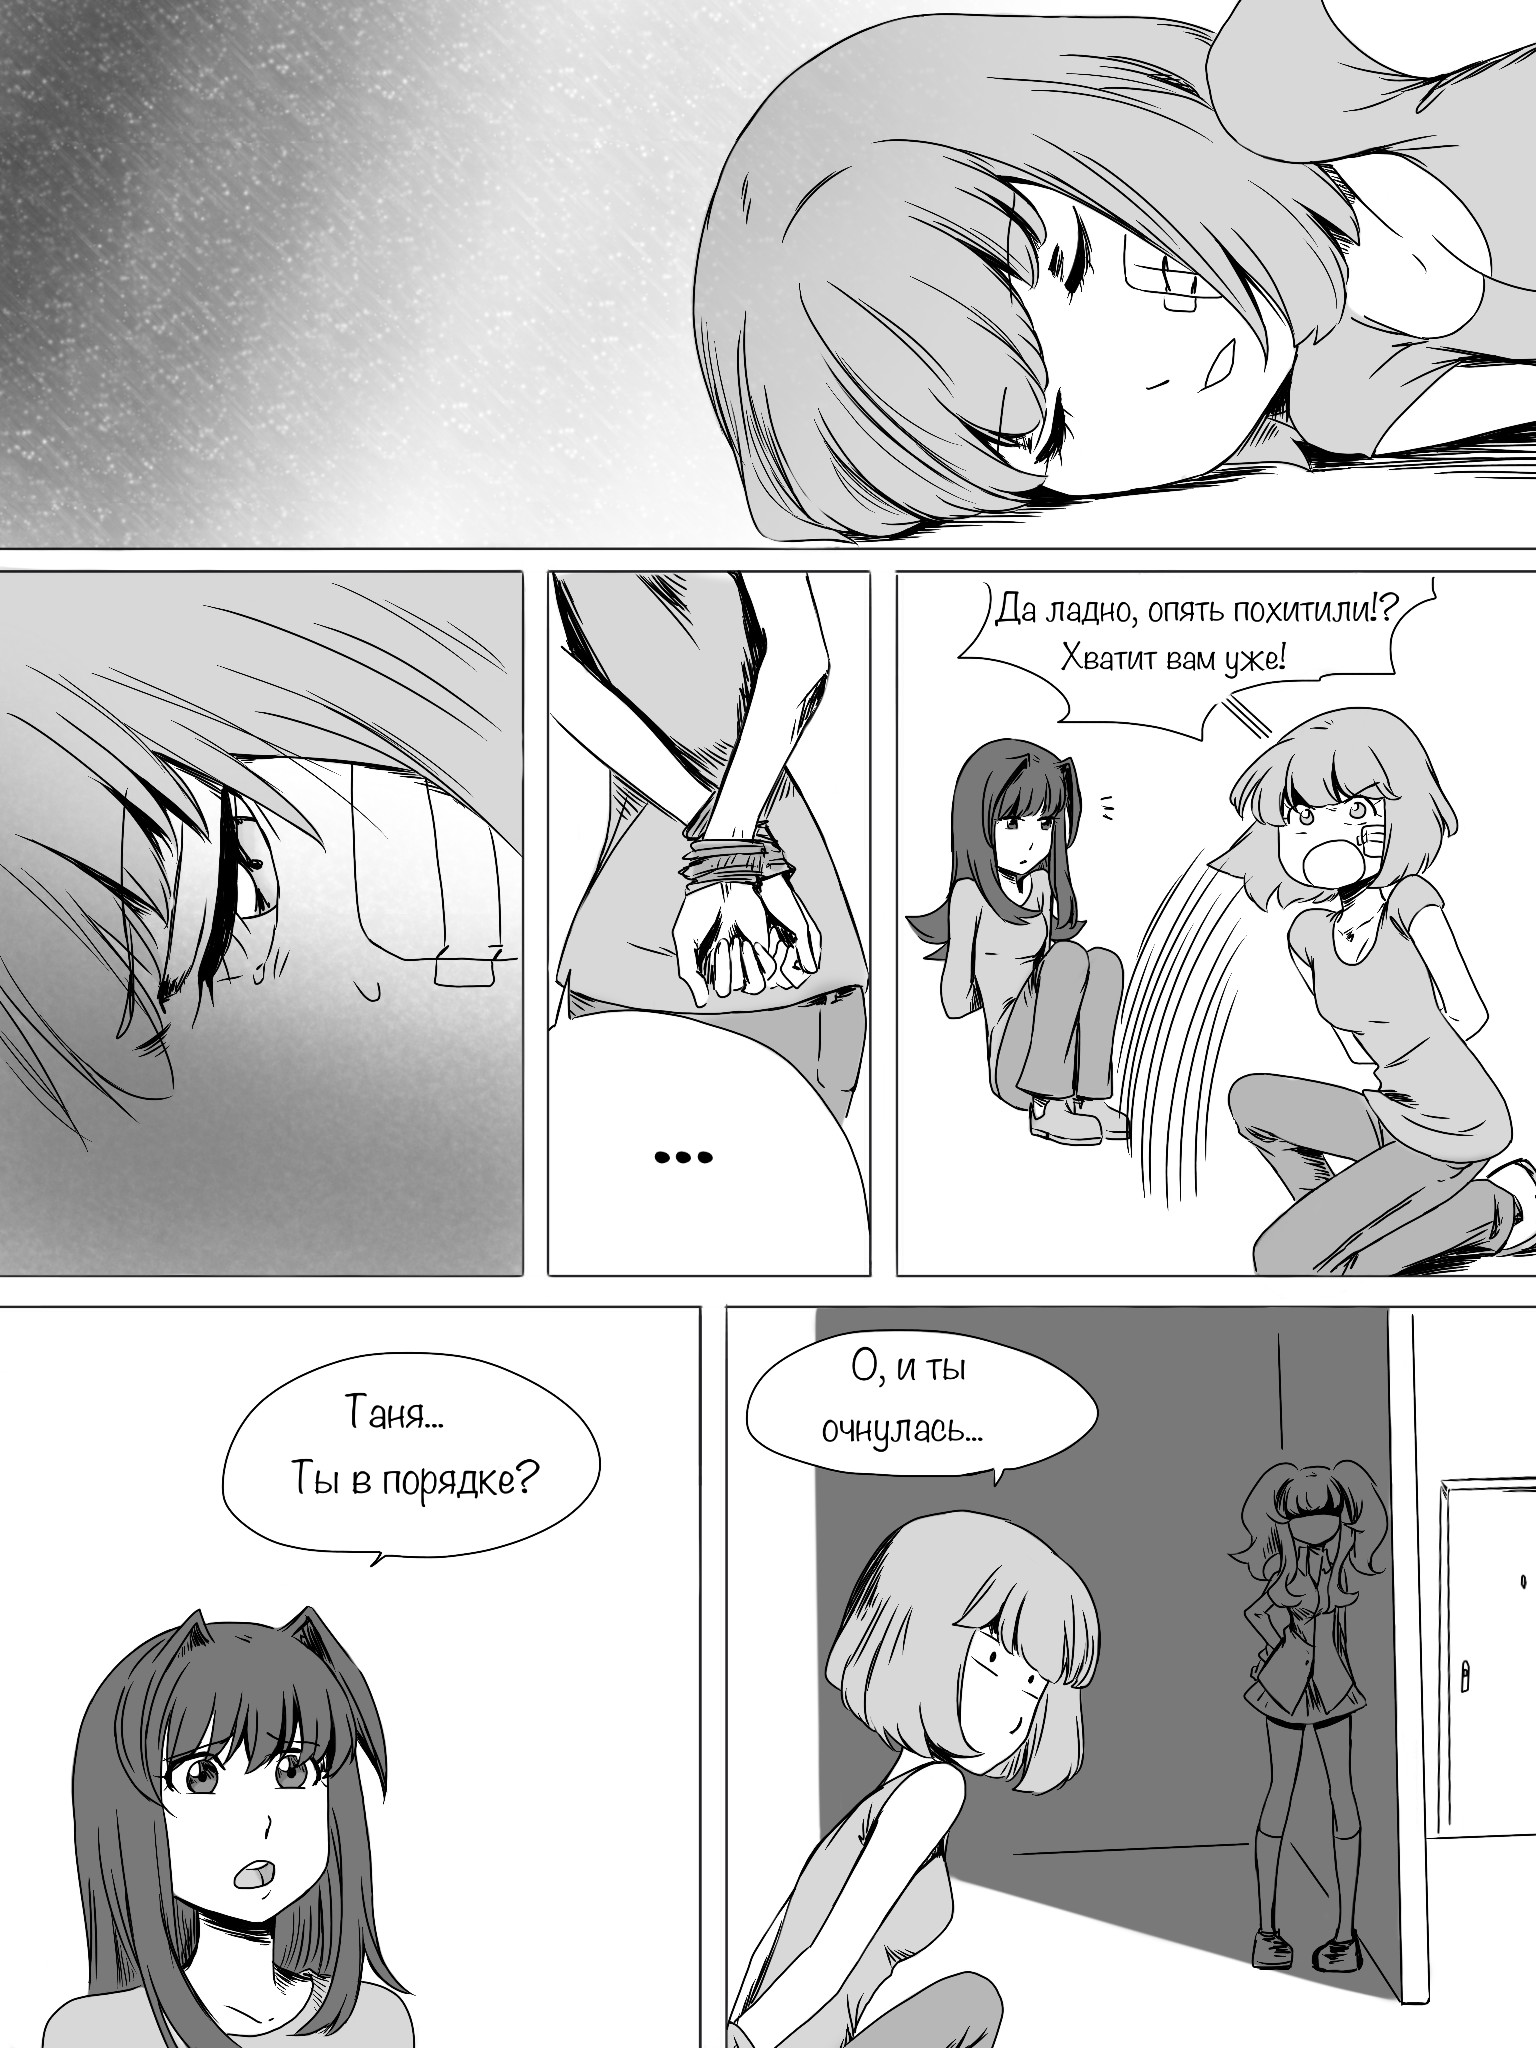 Да ладно, опять похитили!?
Хватит вам уже!
...
Таня...
Ты в порядке?
О, и ты
очнулась...